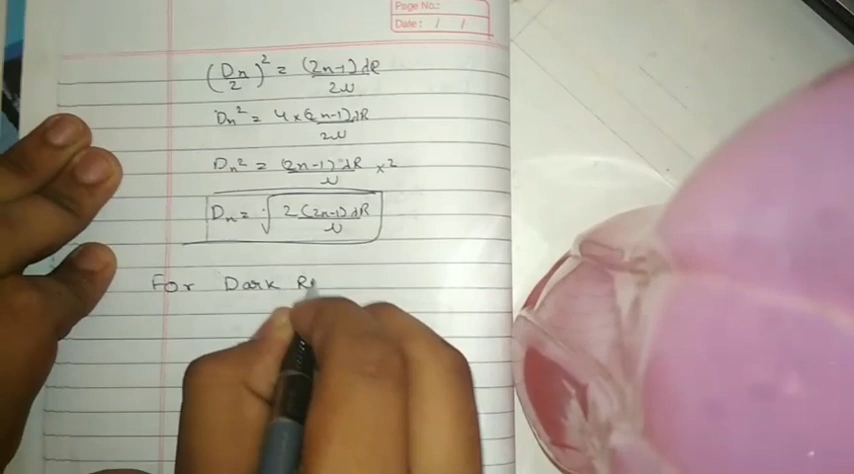 Page No.:
Date: / /
(Dn/2)² = (2n-1)λR/2μ
Dn² = 4×(2n-1)λR/2μ
Dn² = (2n-1)λR/μ ×2
Dn = √(2(2n-1)λR/μ)
For Dark